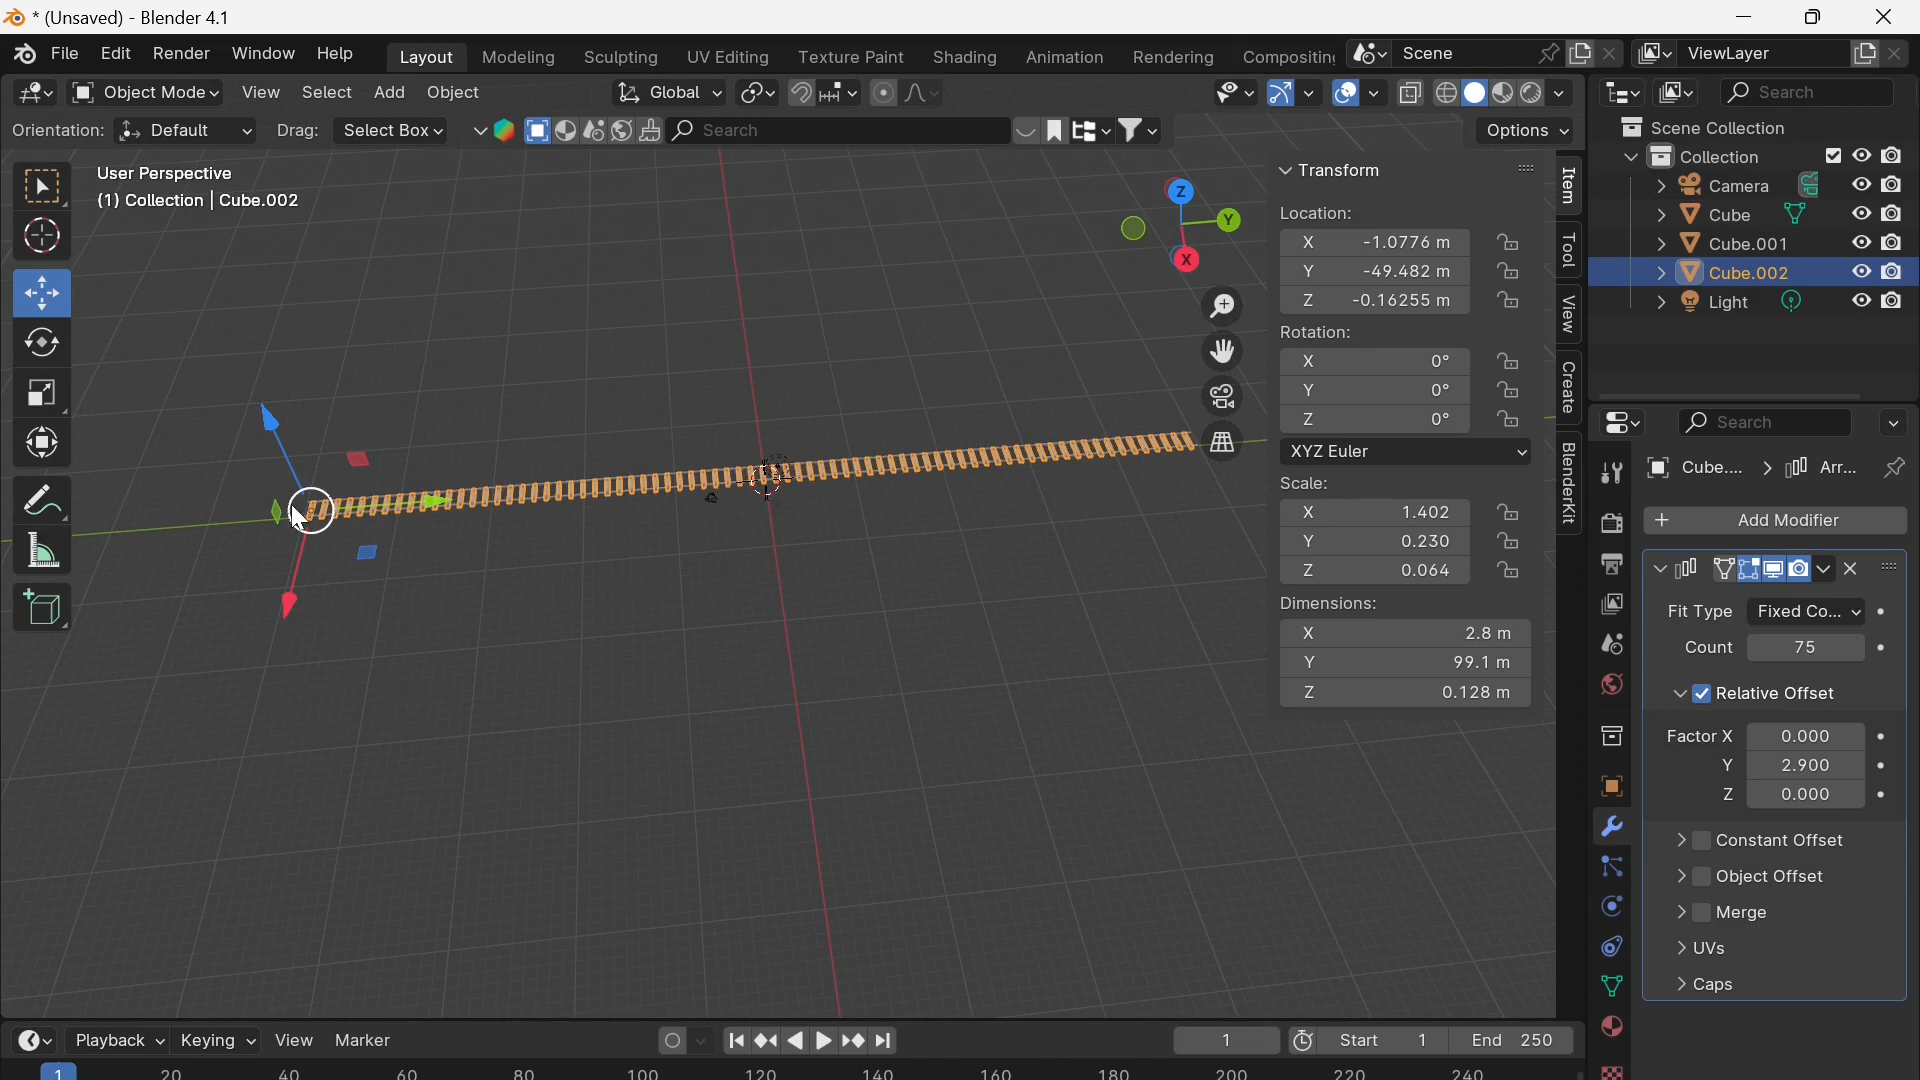 * (Unsaved) - Blender 4.1
File Edit Render Window Help Layout Modeling Sculpting UV Editing Texture Paint Shading Animation Rendering Compositing Scene ViewLayer
Object Mode View Select Add Object Global Search
Orientation: Default Drag: Select Box Search Options
User Perspective
(1) Collection | Cube.002
Z
Y
X
Transform
Location:
X -1.0776 m
Y -49.482 m
Z -0.16255 m
Rotation:
X 0°
Y 0°
Z 0°
XYZ Euler
Scale:
X 1.402
Y 0.230
Z 0.064
Dimensions:
X 2.8 m
Y 99.1 m
Z 0.128 m
Item
Tool
View
Create
BlenderKit
Scene Collection
Collection
Camera
Cube
Cube.001
Cube.002
Light
Search
Cube.... Arr...
+ Add Modifier
Fit Type Fixed Co...
Count 75
Relative Offset
Factor X 0.000
Y 2.900
Z 0.000
Constant Offset
Object Offset
Merge
UVs
Caps
Playback Keying View Marker 1 Start 1 End 250
1 20 40 60 80 100 120 140 160 180 200 220 240